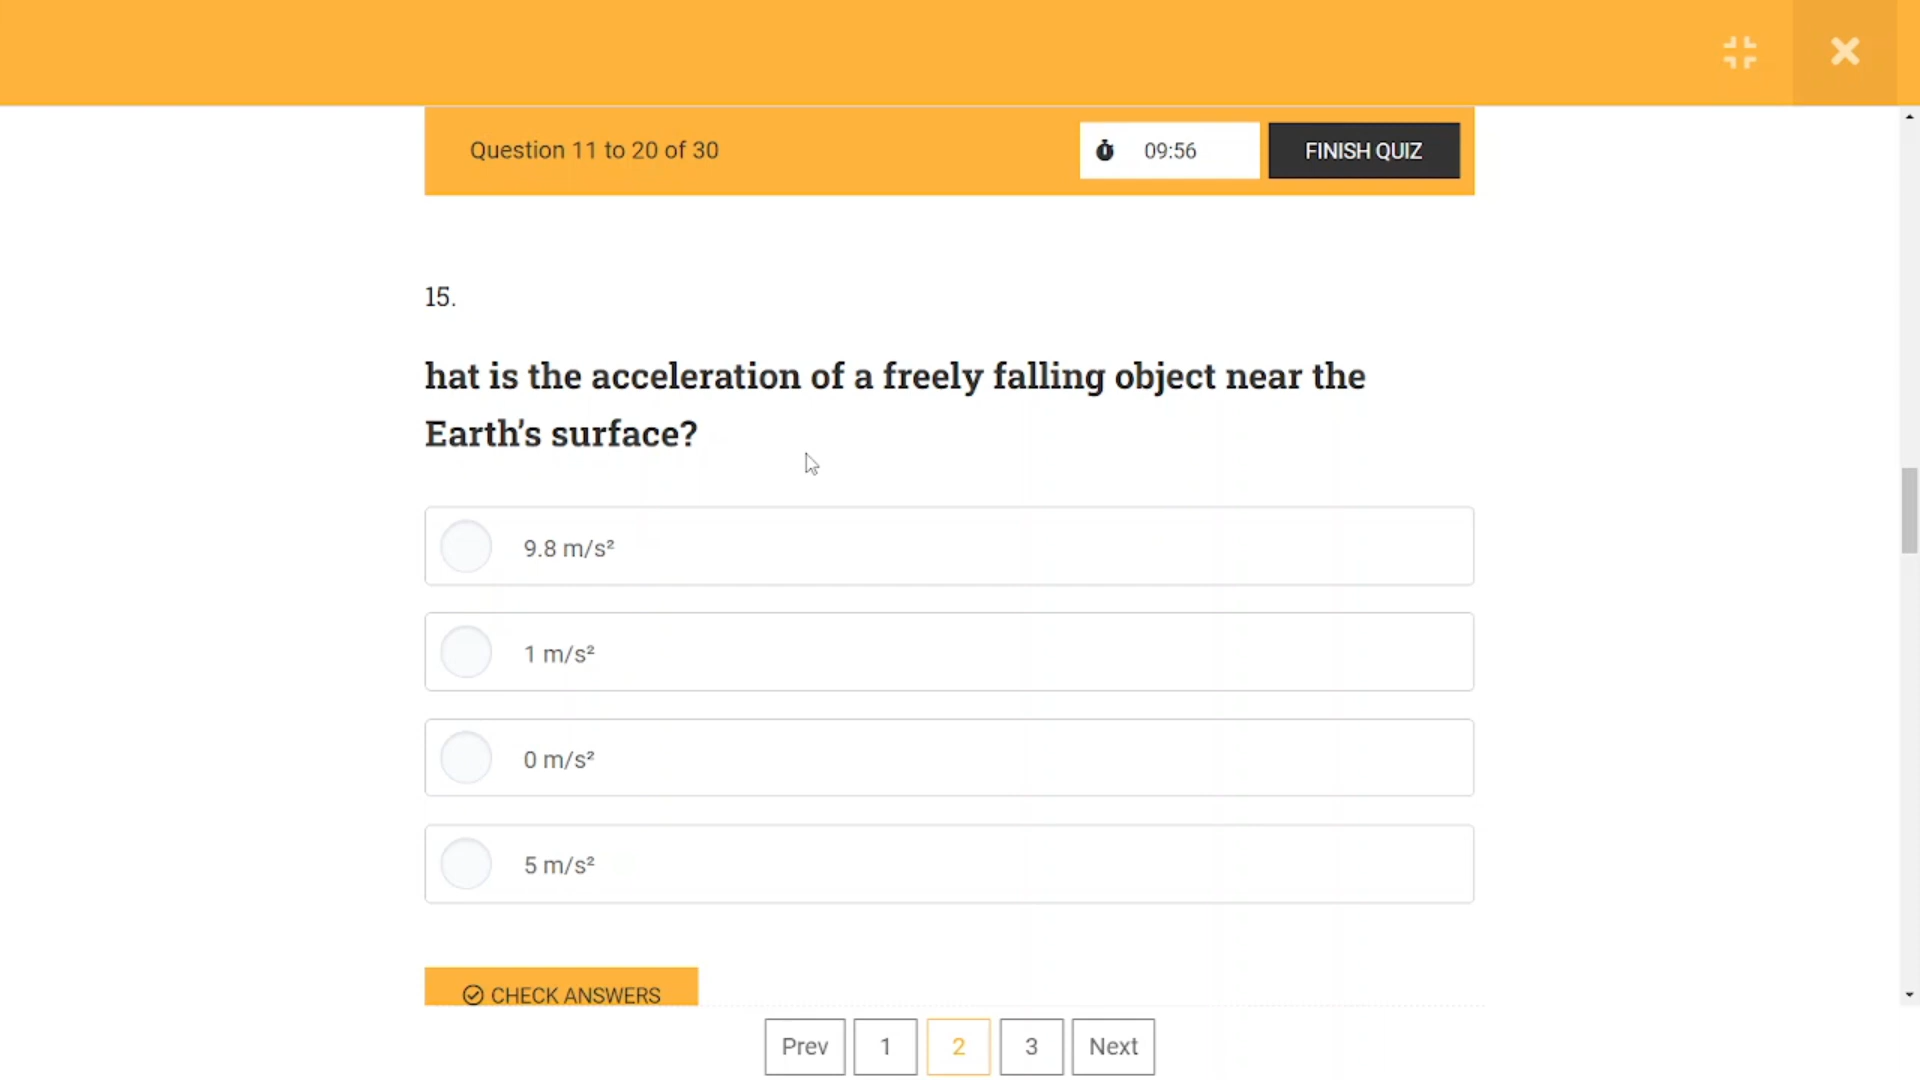 Question 11 to 20 of 30
09:56
FINISH QUIZ
15.
hat is the acceleration of a freely falling object near the
Earth's surface?
9.8 m/s²
1 m/s²
0 m/s²
5 m/s²
CHECK ANSWERS
Prev
1
2
3
Next